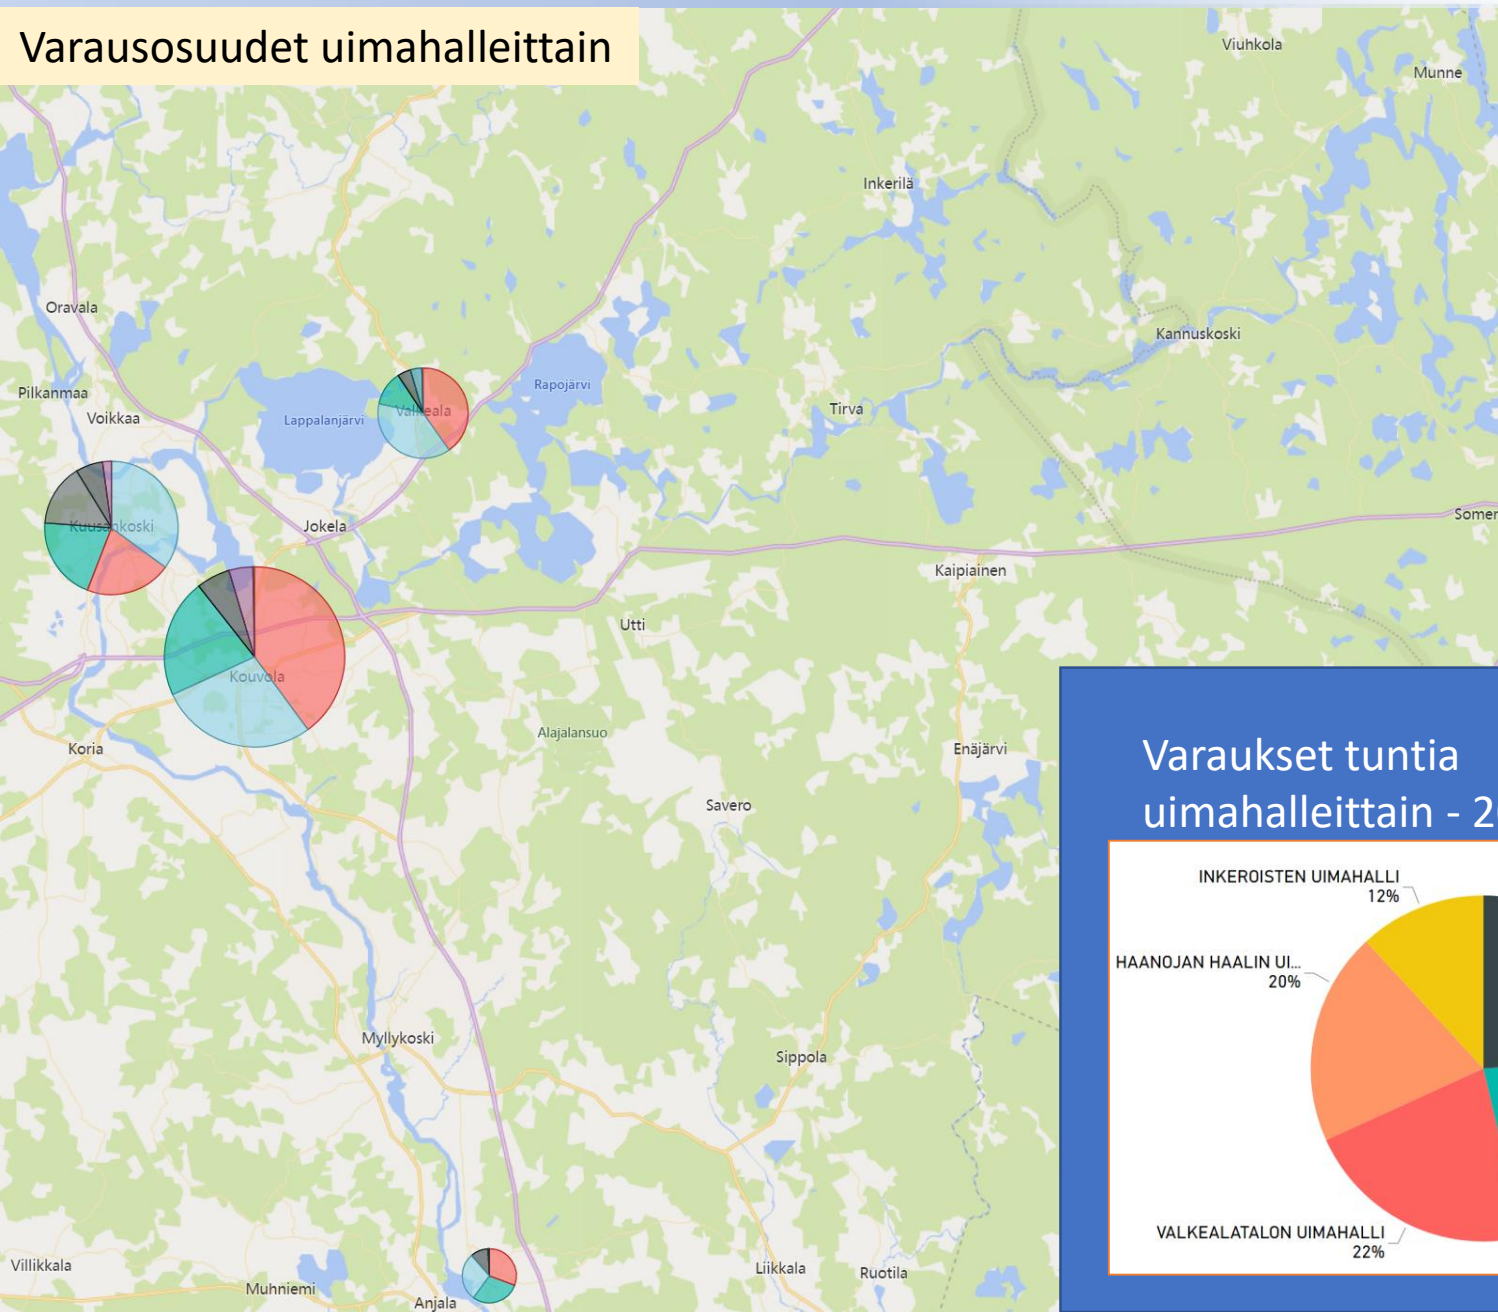 Varausosuudet uimahalleittain
Viuhkola
Munne
Inkerilä
Oravala
Kannuskoski
Pilkanmaa
Voikkaa
Lappalanjärvi
Valkeala
Rapojärvi
Tirva
Kuusankoski
Jokela
Somer
Kaipiainen
Utti
Kouvola
Koria
Alajalansuo
Enäjärvi
Savero
Varaukset tuntia
uimahalleittain - 2
INKEROISTEN UIMAHALLI
12%
HAANOJAN HAALIN UI...
20%
VALKEALATALON UIMAHALLI
22%
Myllykoski
Sippola
Villikkala
Muhniemi
Anjala
Liikkala
Ruotila